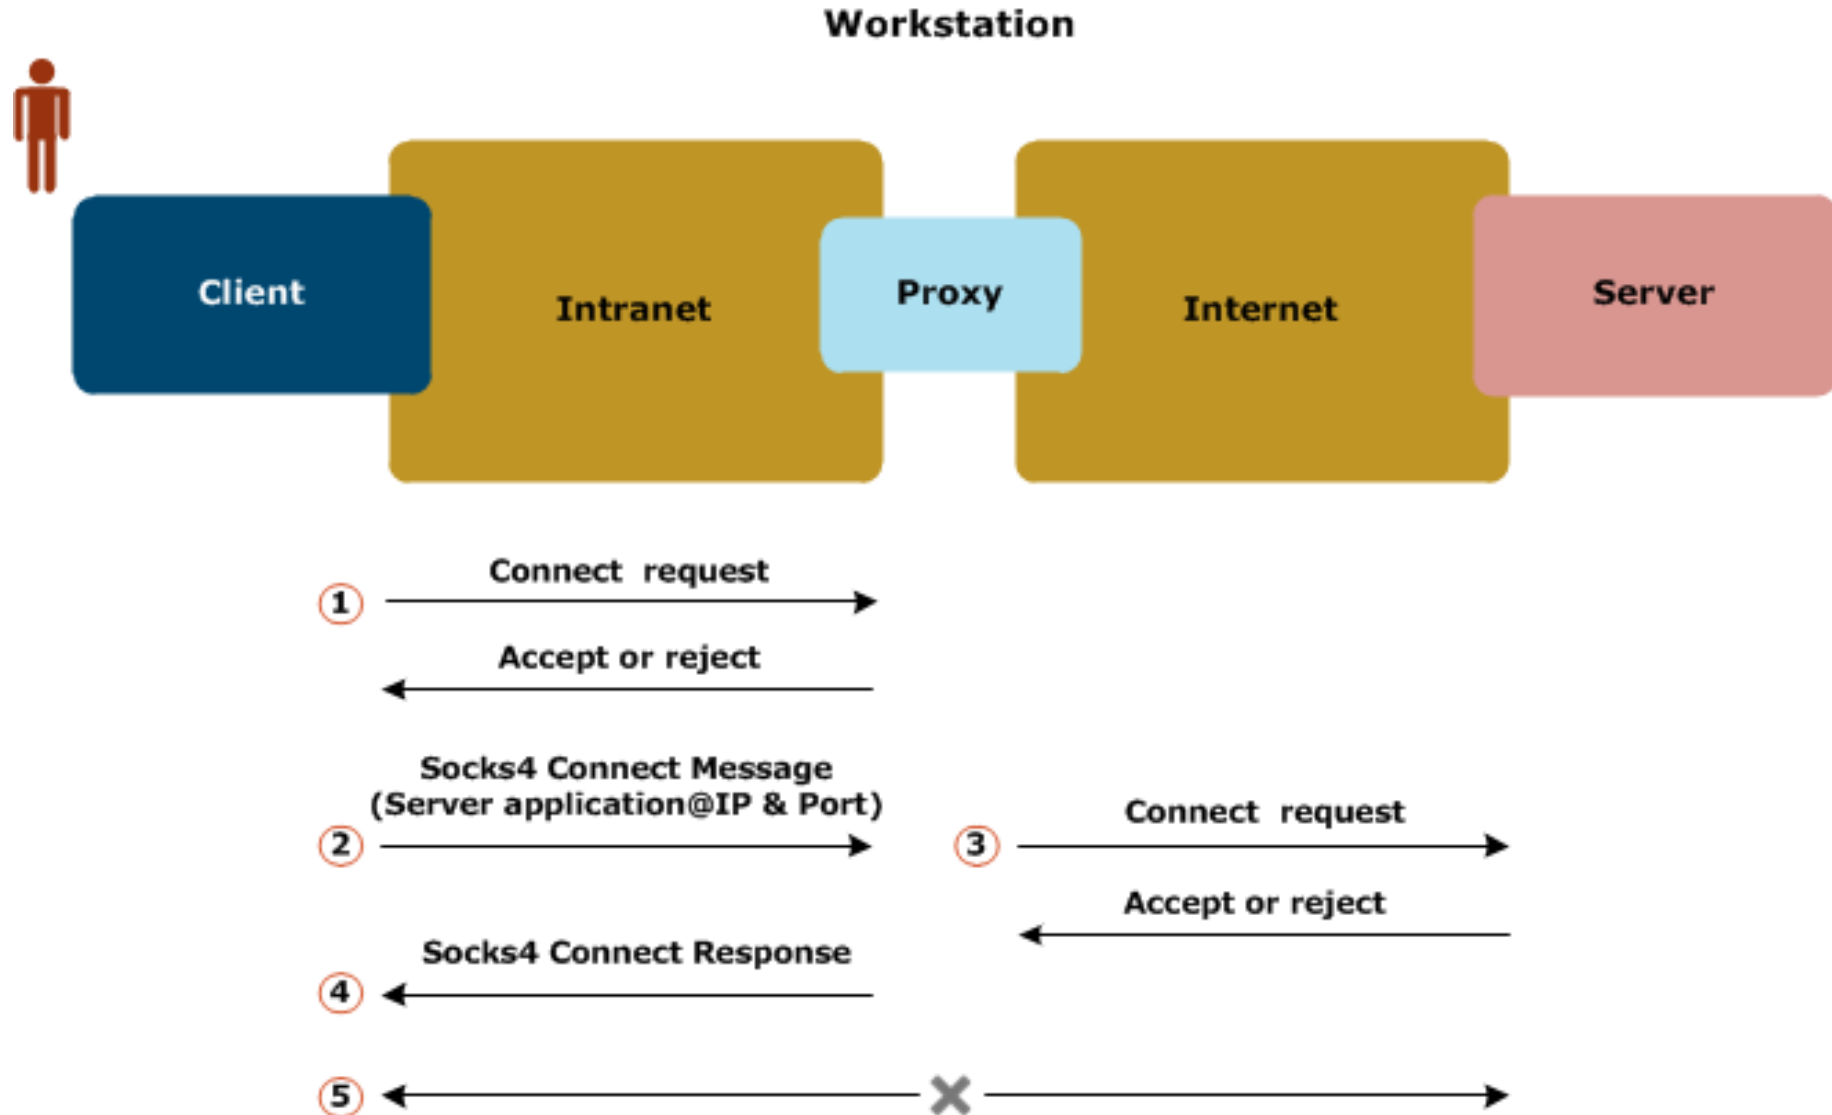 Workstation
Client
Intranet
Proxy
Internet
Server
Connect request
1
Accept or reject
Socks4 Connect Message
(Server application@IP & Port)
2
Connect request
3
Accept or reject
Socks4 Connect Response
4
5